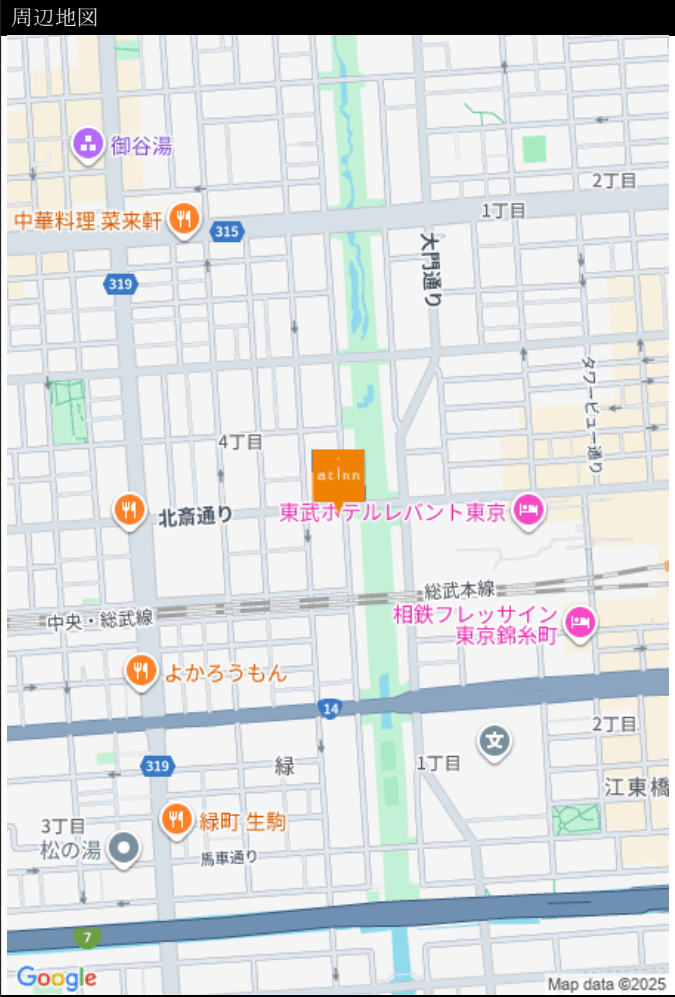 周辺地図
御谷湯
2丁目
1丁目
中華料理 菜来軒
315
大門通り
319
タワービュー通り
4丁目
at inn
北斎通り
東武ホテルレバント東京
総武本線
中央・総武線
相鉄フレッサイン
東京錦糸町
よかろうもん
14
2丁目
文
319
緑
1丁目
江東橋
3丁目
緑町 生駒
松の湯
馬車通り
7
Google
Map data ©2025